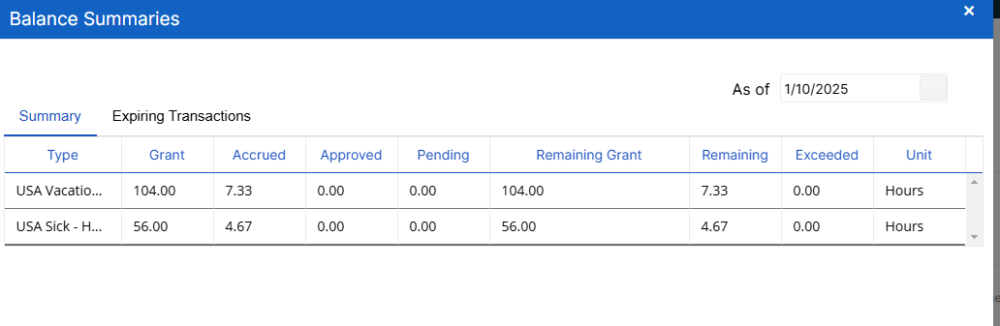 Balance Summaries ×
As of 1/10/2025
Summary Expiring Transactions
Type Grant Accrued Approved Pending Remaining Grant Remaining Exceeded Unit
USA Vacatio... 104.00 7.33 0.00 0.00 104.00 7.33 0.00 Hours
USA Sick - H... 56.00 4.67 0.00 0.00 56.00 4.67 0.00 Hours